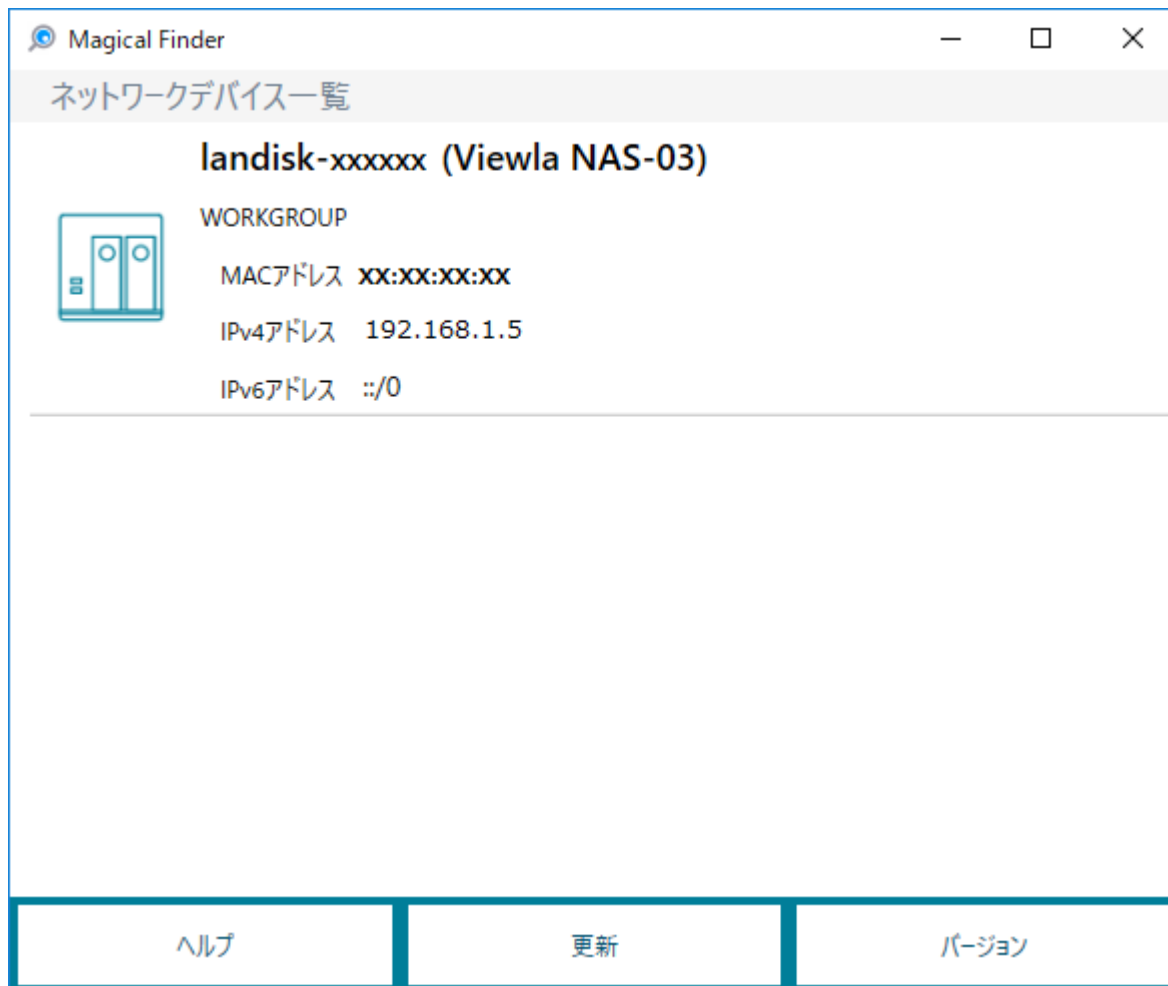 Magical Finder
ネットワークデバイス一覧
landisk-xxxxxx (Viewla NAS-03)
WORKGROUP
MACアドレス XX:XX:XX:XX
IPv4アドレス 192.168.1.5
IPv6アドレス ::/0
ヘルプ 更新 バージョン